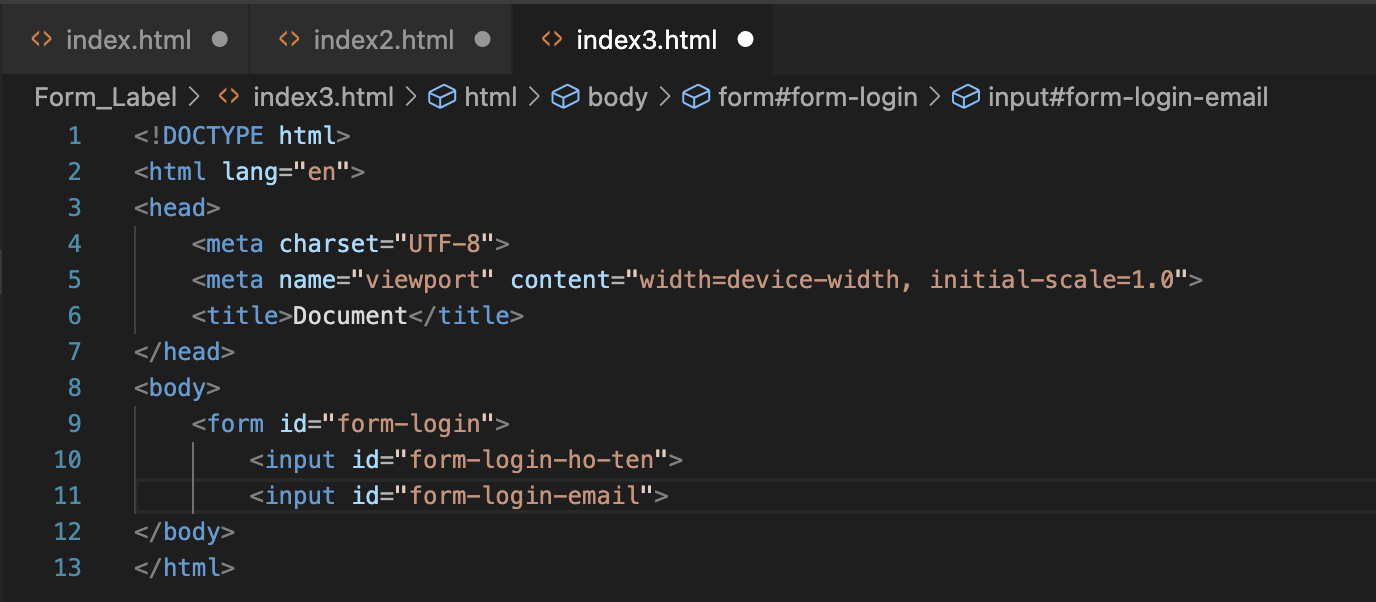 index.html index2.html index3.html
Form_Label > index3.html > html > body > form#form-login > input#form-login-email
1 <!DOCTYPE html>
2 <html lang="en">
3 <head>
4     <meta charset="UTF-8">
5     <meta name="viewport" content="width=device-width, initial-scale=1.0">
6     <title>Document</title>
7 </head>
8 <body>
9     <form id="form-login">
10         <input id="form-login-ho-ten">
11         <input id="form-login-email">
12 </body>
13 </html>